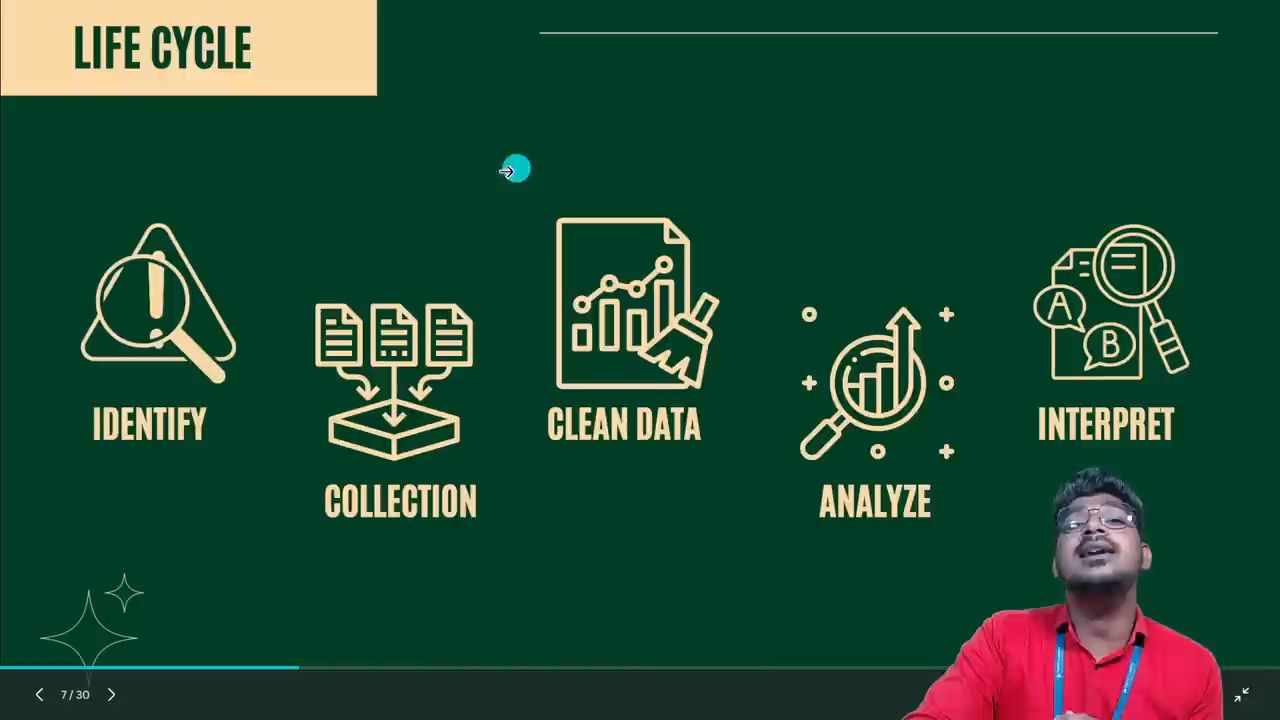 LIFE CYCLE
A
B
IDENTIFY
CLEAN DATA
INTERPRET
COLLECTION
ANALYZE
7 / 30